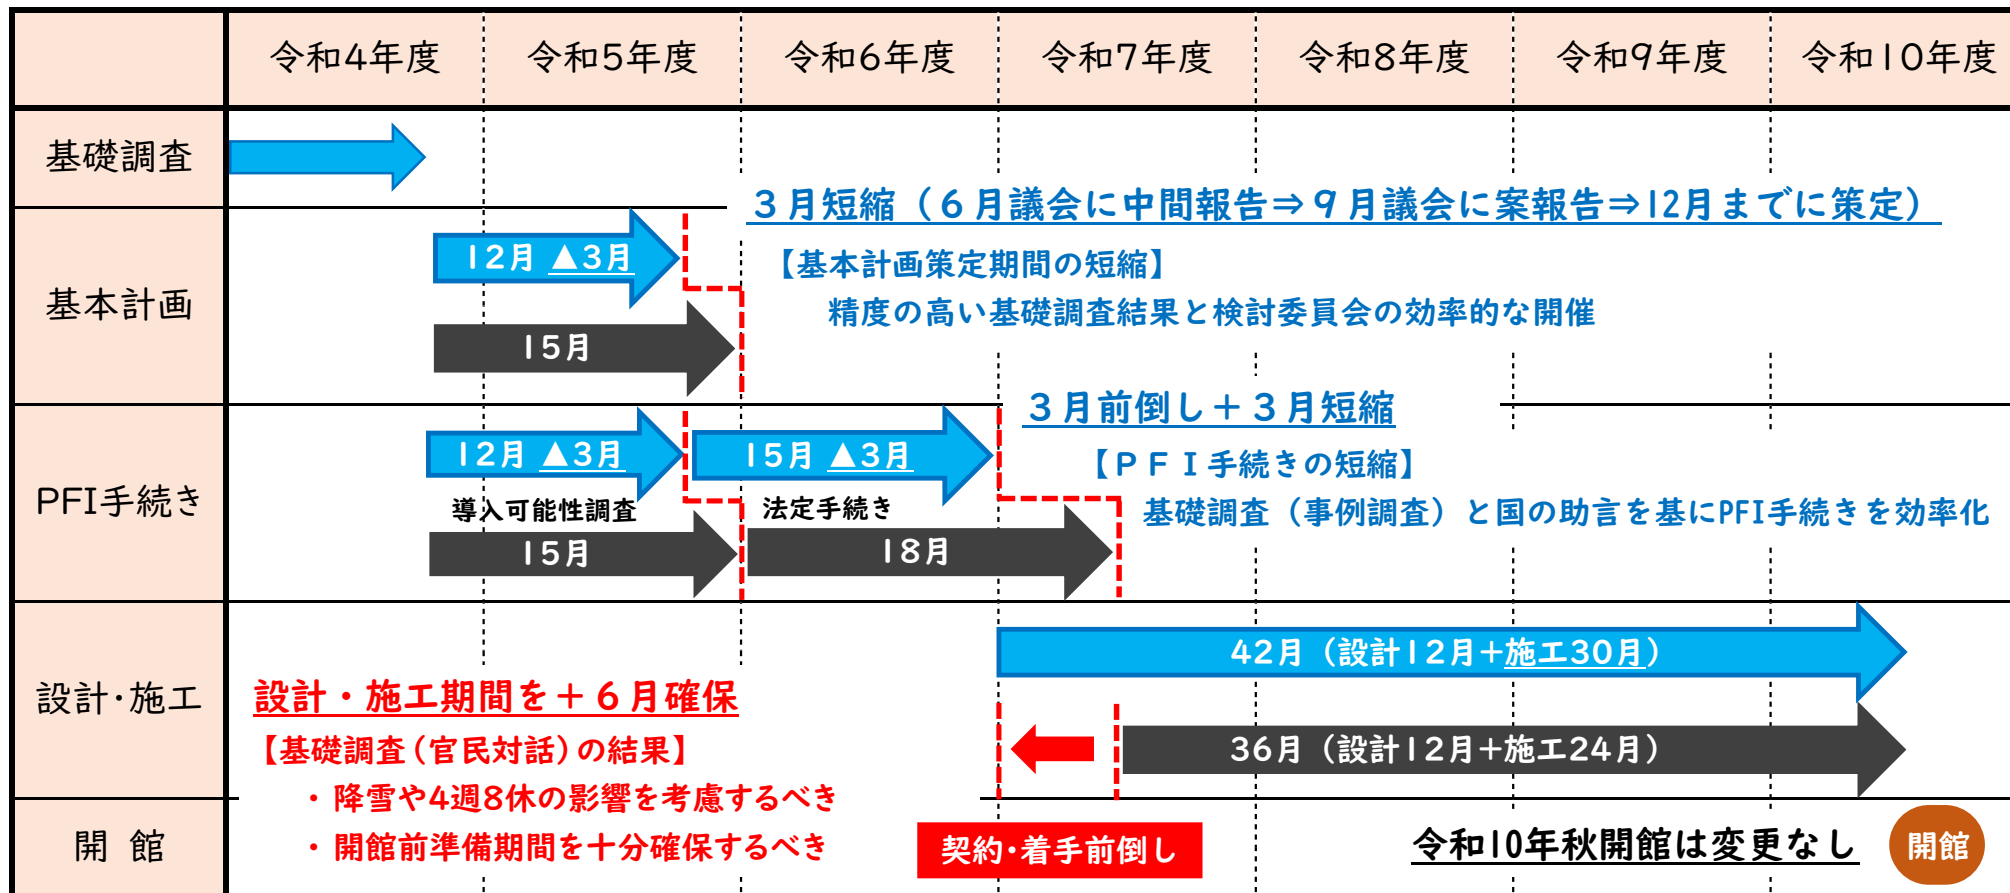 令和4年度 令和5年度 令和6年度 令和7年度 令和8年度 令和9年度 令和10年度
基礎調査
３月短縮（６月議会に中間報告⇒９月議会に案報告⇒12月までに策定）
基本計画
12月 ▲3月
【基本計画策定期間の短縮】
精度の高い基礎調査結果と検討委員会の効率的な開催
15月
３月前倒し＋３月短縮
PFI手続き
12月 ▲3月
15月 ▲3月
【ＰＦＩ手続きの短縮】
導入可能性調査
法定手続き
基礎調査（事例調査）と国の助言を基にPFI手続きを効率化
15月
18月
設計･施工
42月（設計12月＋施工30月）
設計・施工期間を＋６月確保
【基礎調査（官民対話）の結果】
36月（設計12月＋施工24月）
・降雪や4週8休の影響を考慮するべき
・開館前準備期間を十分確保するべき
開 館
契約･着手前倒し
令和10年秋開館は変更なし
開館